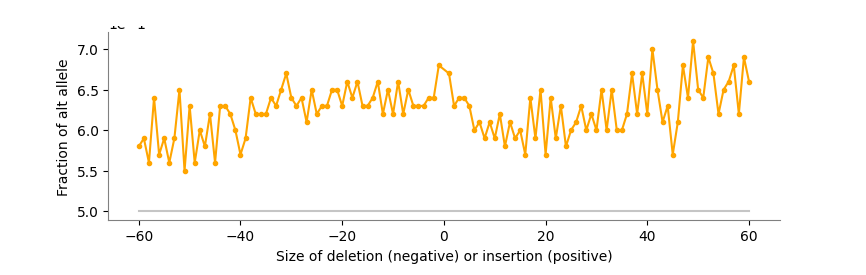 7.0
6.5
6.0
5.5
5.0
Fraction of alt allele
−60 −40 −20 0 20 40 60
Size of deletion (negative) or insertion (positive)